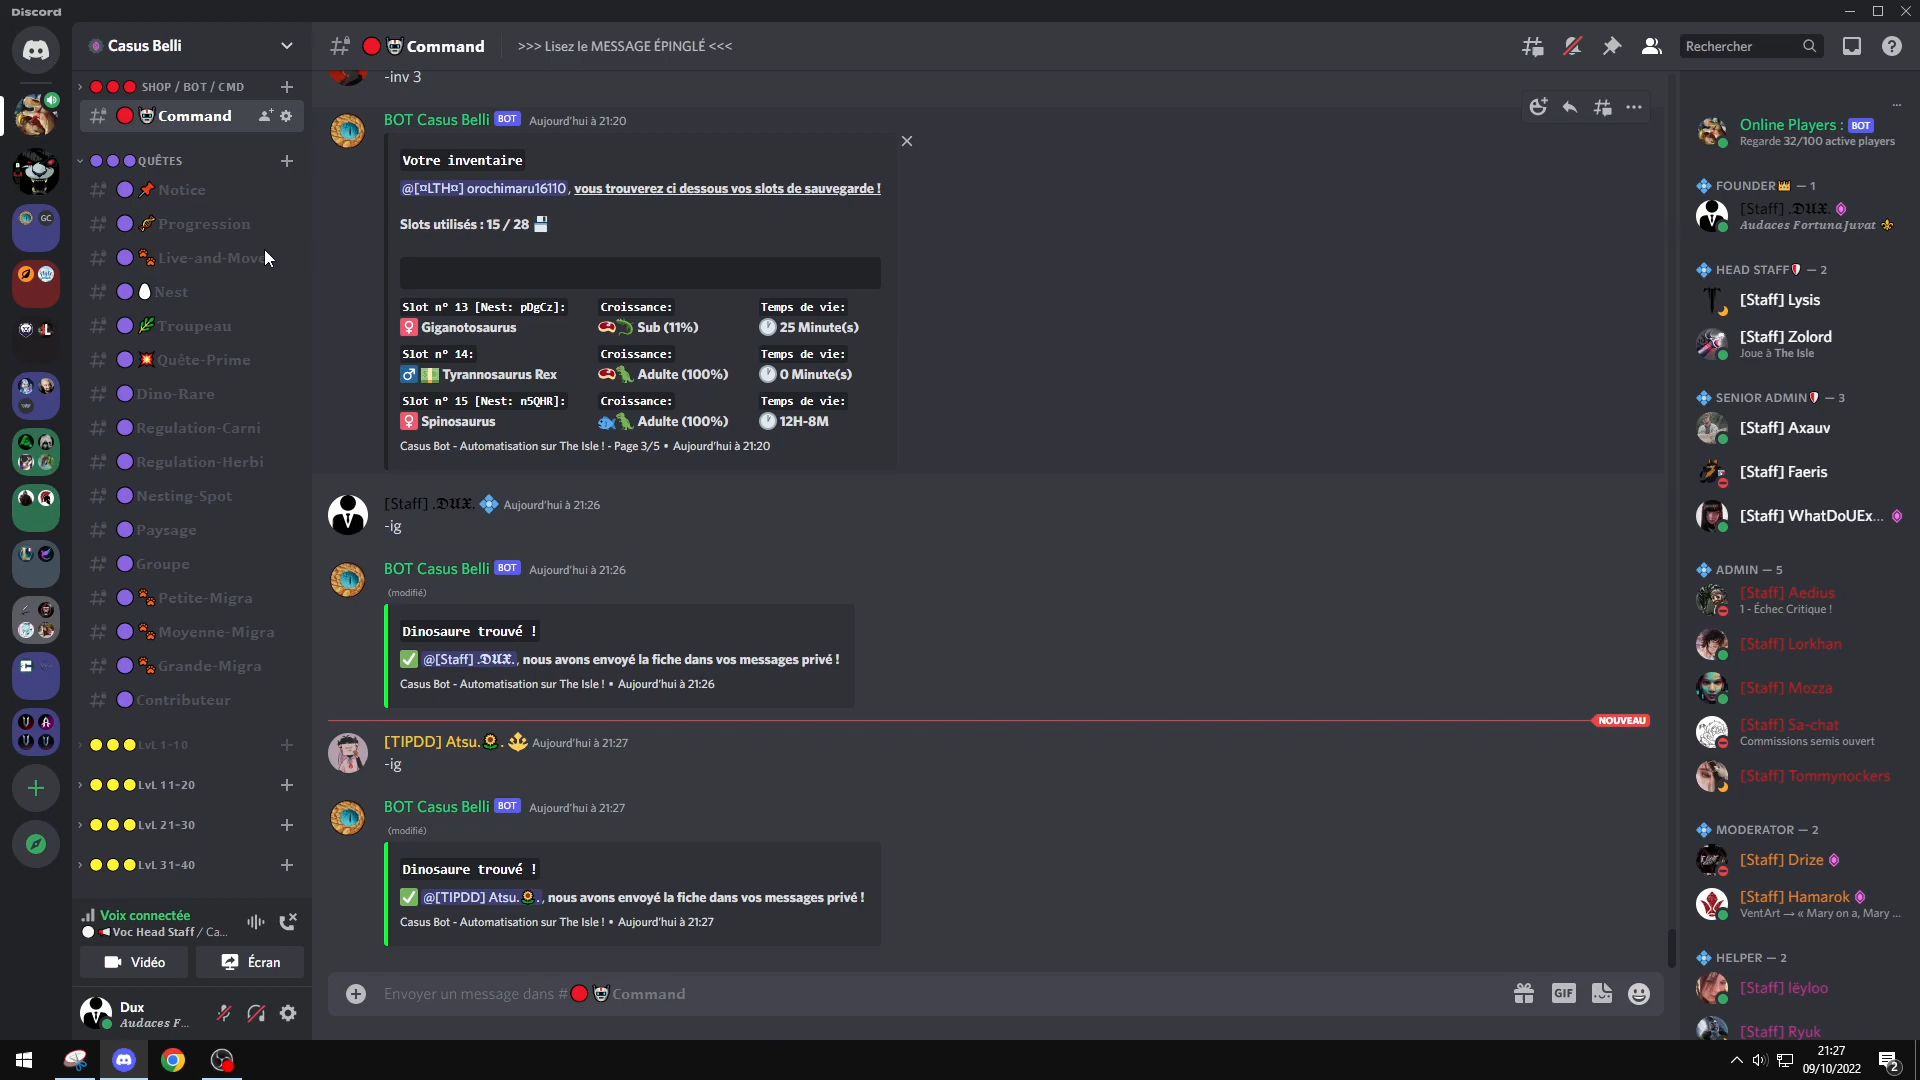 Discord
Casus Belli
SHOP / BOT / CMD
Command
QUÊTES
Notice
Progression
Live-and-Move
Nest
Troupeau
Quête-Prime
Dino-Rare
Regulation-Carni
Regulation-Herbi
Nesting-Spot
Paysage
Groupe
Petite-Migra
Moyenne-Migra
Grande-Migra
Contributeur
LvL 1-10
LvL 11-20
LvL 21-30
LvL 31-40
Voix connectée
Voc Head Staff / Ca...
Vidéo
Écran
Dux
Audaces F...
Command
>>> Lisez le MESSAGE ÉPINGLÉ <<<
Rechercher
-inv 3
BOT Casus Belli BOT Aujourd'hui à 21:20
Votre inventaire
@[¤LTH¤] orochimaru16110, vous trouverez ci dessous vos slots de sauvegarde !
Slots utilisés : 15 / 28
Slot n° 13 [Nest: pDgCz]: Croissance: Temps de vie:
Giganotosaurus Sub (11%) 25 Minute(s)
Slot n° 14: Croissance: Temps de vie:
Tyrannosaurus Rex Adulte (100%) 0 Minute(s)
Slot n° 15 [Nest: n5QHR]: Croissance: Temps de vie:
Spinosaurus Adulte (100%) 12H-8M
Casus Bot - Automatisation sur The Isle ! - Page 3/5 • Aujourd'hui à 21:20
[Staff] .𝕯𝖀𝖃. Aujourd'hui à 21:26
-ig
BOT Casus Belli BOT Aujourd'hui à 21:26
(modifié)
Dinosaure trouvé !
@[Staff] .𝕯𝖀𝖃., nous avons envoyé la fiche dans vos messages privé !
Casus Bot - Automatisation sur The Isle ! • Aujourd'hui à 21:26
NOUVEAU
[TIPDD] Atsu.🌻. Aujourd'hui à 21:27
-ig
BOT Casus Belli BOT Aujourd'hui à 21:27
(modifié)
Dinosaure trouvé !
@[TIPDD] Atsu.🌻., nous avons envoyé la fiche dans vos messages privé !
Casus Bot - Automatisation sur The Isle ! • Aujourd'hui à 21:27
Envoyer un message dans # Command
GIF
Online Players : BOT
Regarde 32/100 active players
FOUNDER — 1
[Staff] .𝕯𝖀𝖃.
Audaces Fortuna Juvat
HEAD STAFF — 2
[Staff] Lysis
[Staff] Zolord
Joue à The Isle
SENIOR ADMIN — 3
[Staff] Axauv
[Staff] Faeris
[Staff] WhatDoUEx...
ADMIN — 5
[Staff] Aedius
1 - Échec Critique !
[Staff] Lorkhan
[Staff] Mozza
[Staff] Sa-chat
Commissions semis ouvert
[Staff] Tommynockers
MODERATOR — 2
[Staff] Drize
[Staff] Hamarok
VentArt → « Mary on a, Mary ...
HELPER — 2
[Staff] Iëyloo
[Staff] Ryuk
21:27
09/10/2022
2